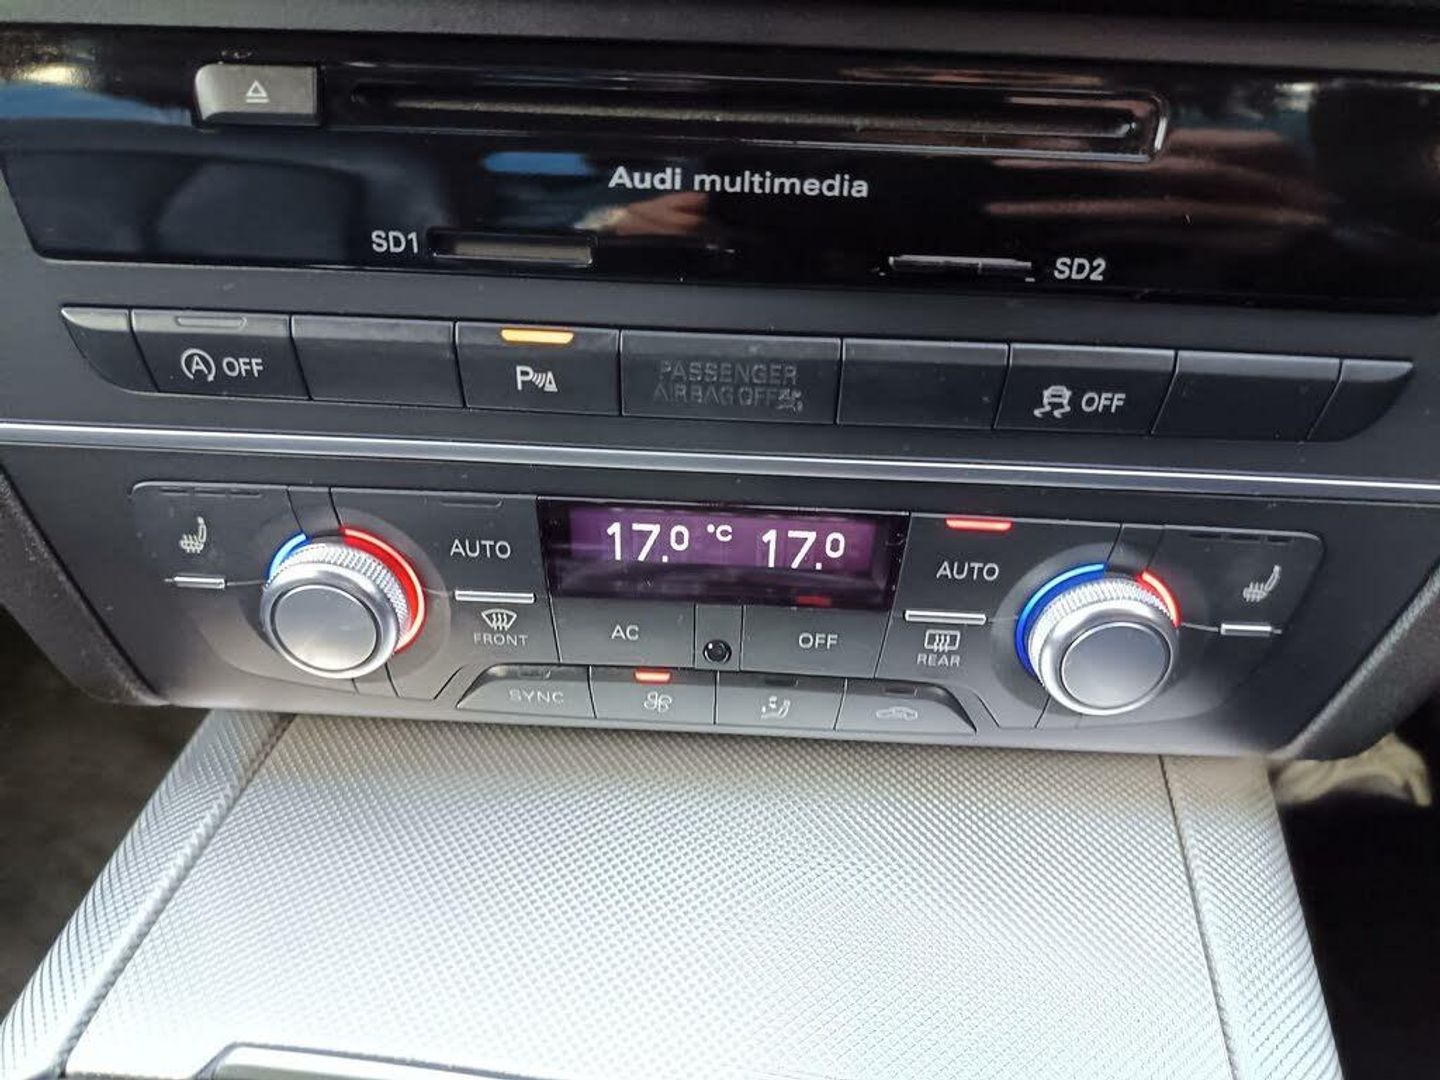 Audi multimedia
SD1
SD2
A OFF
P
PASSENGER
AIRBAG OFF
OFF
AUTO
17.0 °C 17.0
AUTO
FRONT
AC
OFF
REAR
SYNC